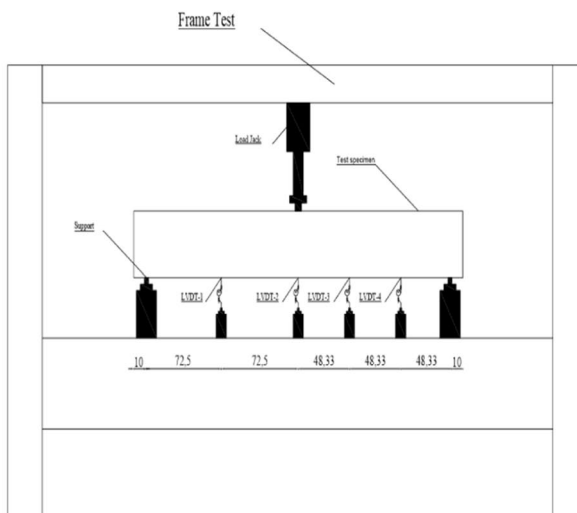 Frame Test
Load Jack
Test specimen
Support
LVDT-1
LVDT-2
LVDT-3
LVDT-4
10 72,5 72,5 48,33 48,33 48,33 10